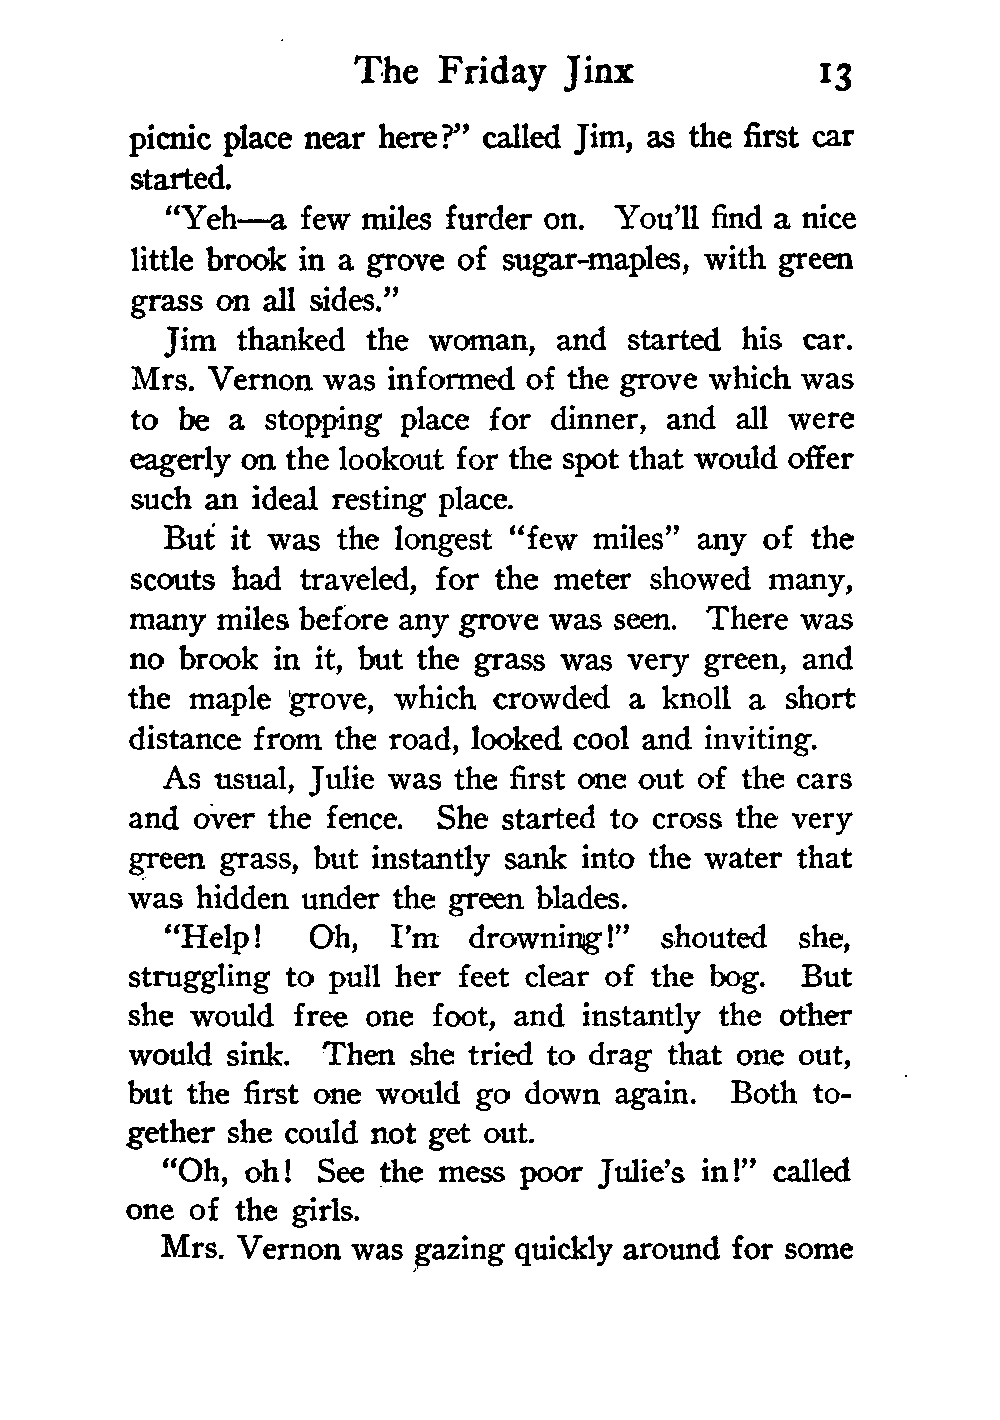 The Friday Jinx 13
picnic place near here?" called Jim, as the first car
started.
"Yeh—a few miles furder on. You'll find a nice
little brook in a grove of sugar-maples, with green
grass on all sides."
Jim thanked the woman, and started his car.
Mrs. Vernon was informed of the grove which was
to be a stopping place for dinner, and all were
eagerly on the lookout for the spot that would offer
such an ideal resting place.
But it was the longest "few miles" any of the
scouts had traveled, for the meter showed many,
many miles before any grove was seen. There was
no brook in it, but the grass was very green, and
the maple grove, which crowded a knoll a short
distance from the road, looked cool and inviting.
As usual, Julie was the first one out of the cars
and over the fence. She started to cross the very
green grass, but instantly sank into the water that
was hidden under the green blades.
"Help! Oh, I'm drowning!" shouted she,
struggling to pull her feet clear of the bog. But
she would free one foot, and instantly the other
would sink. Then she tried to drag that one out,
but the first one would go down again. Both to-
gether she could not get out.
"Oh, oh! See the mess poor Julie's in!" called
one of the girls.
Mrs. Vernon was gazing quickly around for some